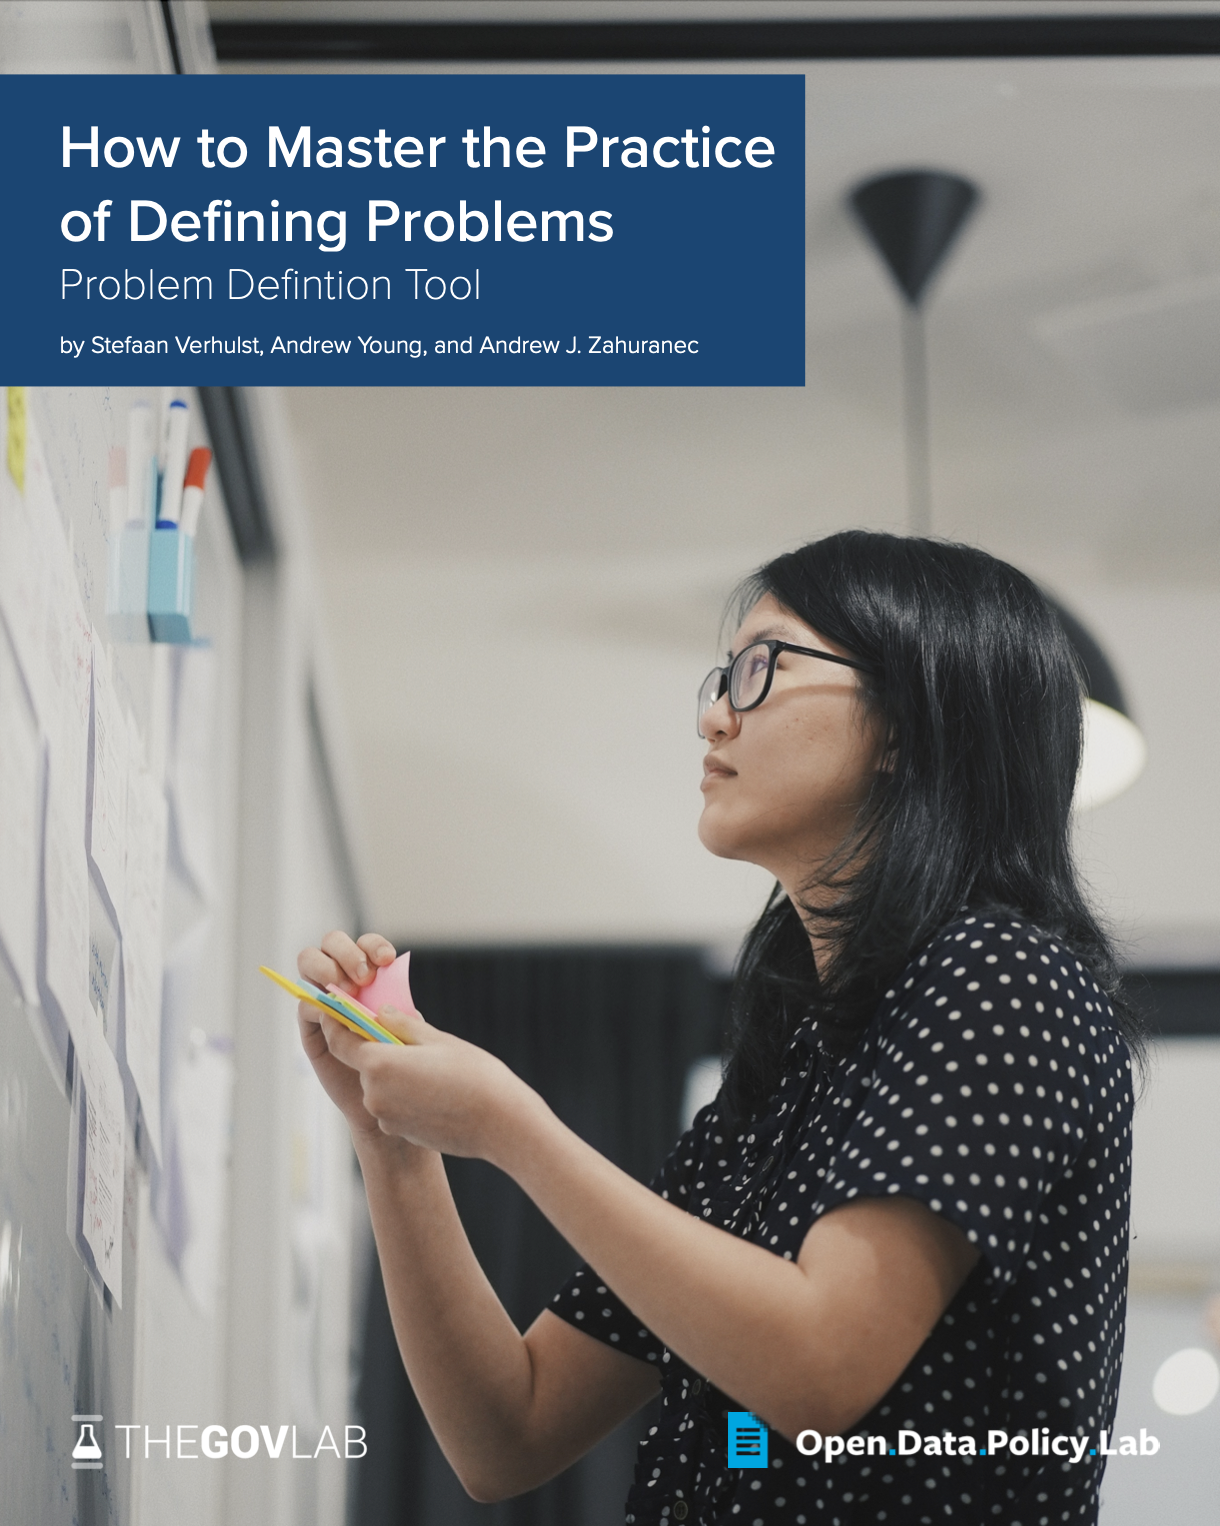 How to Master the Practice
of Defining Problems
Problem Defintion Tool
by Stefaan Verhulst, Andrew Young, and Andrew J. Zahuranec
THEGOVLAB
Open.Data.Policy.Lab